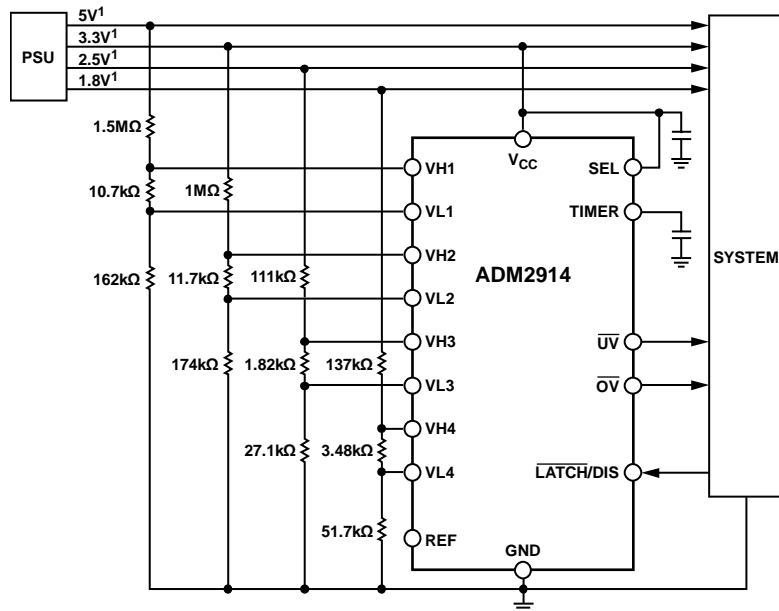 5V1
3.3V1
PSU
2.5V1
1.8V1
1.5MΩ
VCC
VH1
SEL
10.7kΩ
1MΩ
VL1
TIMER
VH2
SYSTEM
162kΩ
11.7kΩ
111kΩ
ADM2914
VL2
VH3
UV
174kΩ
1.82kΩ
137kΩ
VL3
OV
VH4
27.1kΩ
3.48kΩ
VL4
LATCH/DIS
51.7kΩ
REF
GND